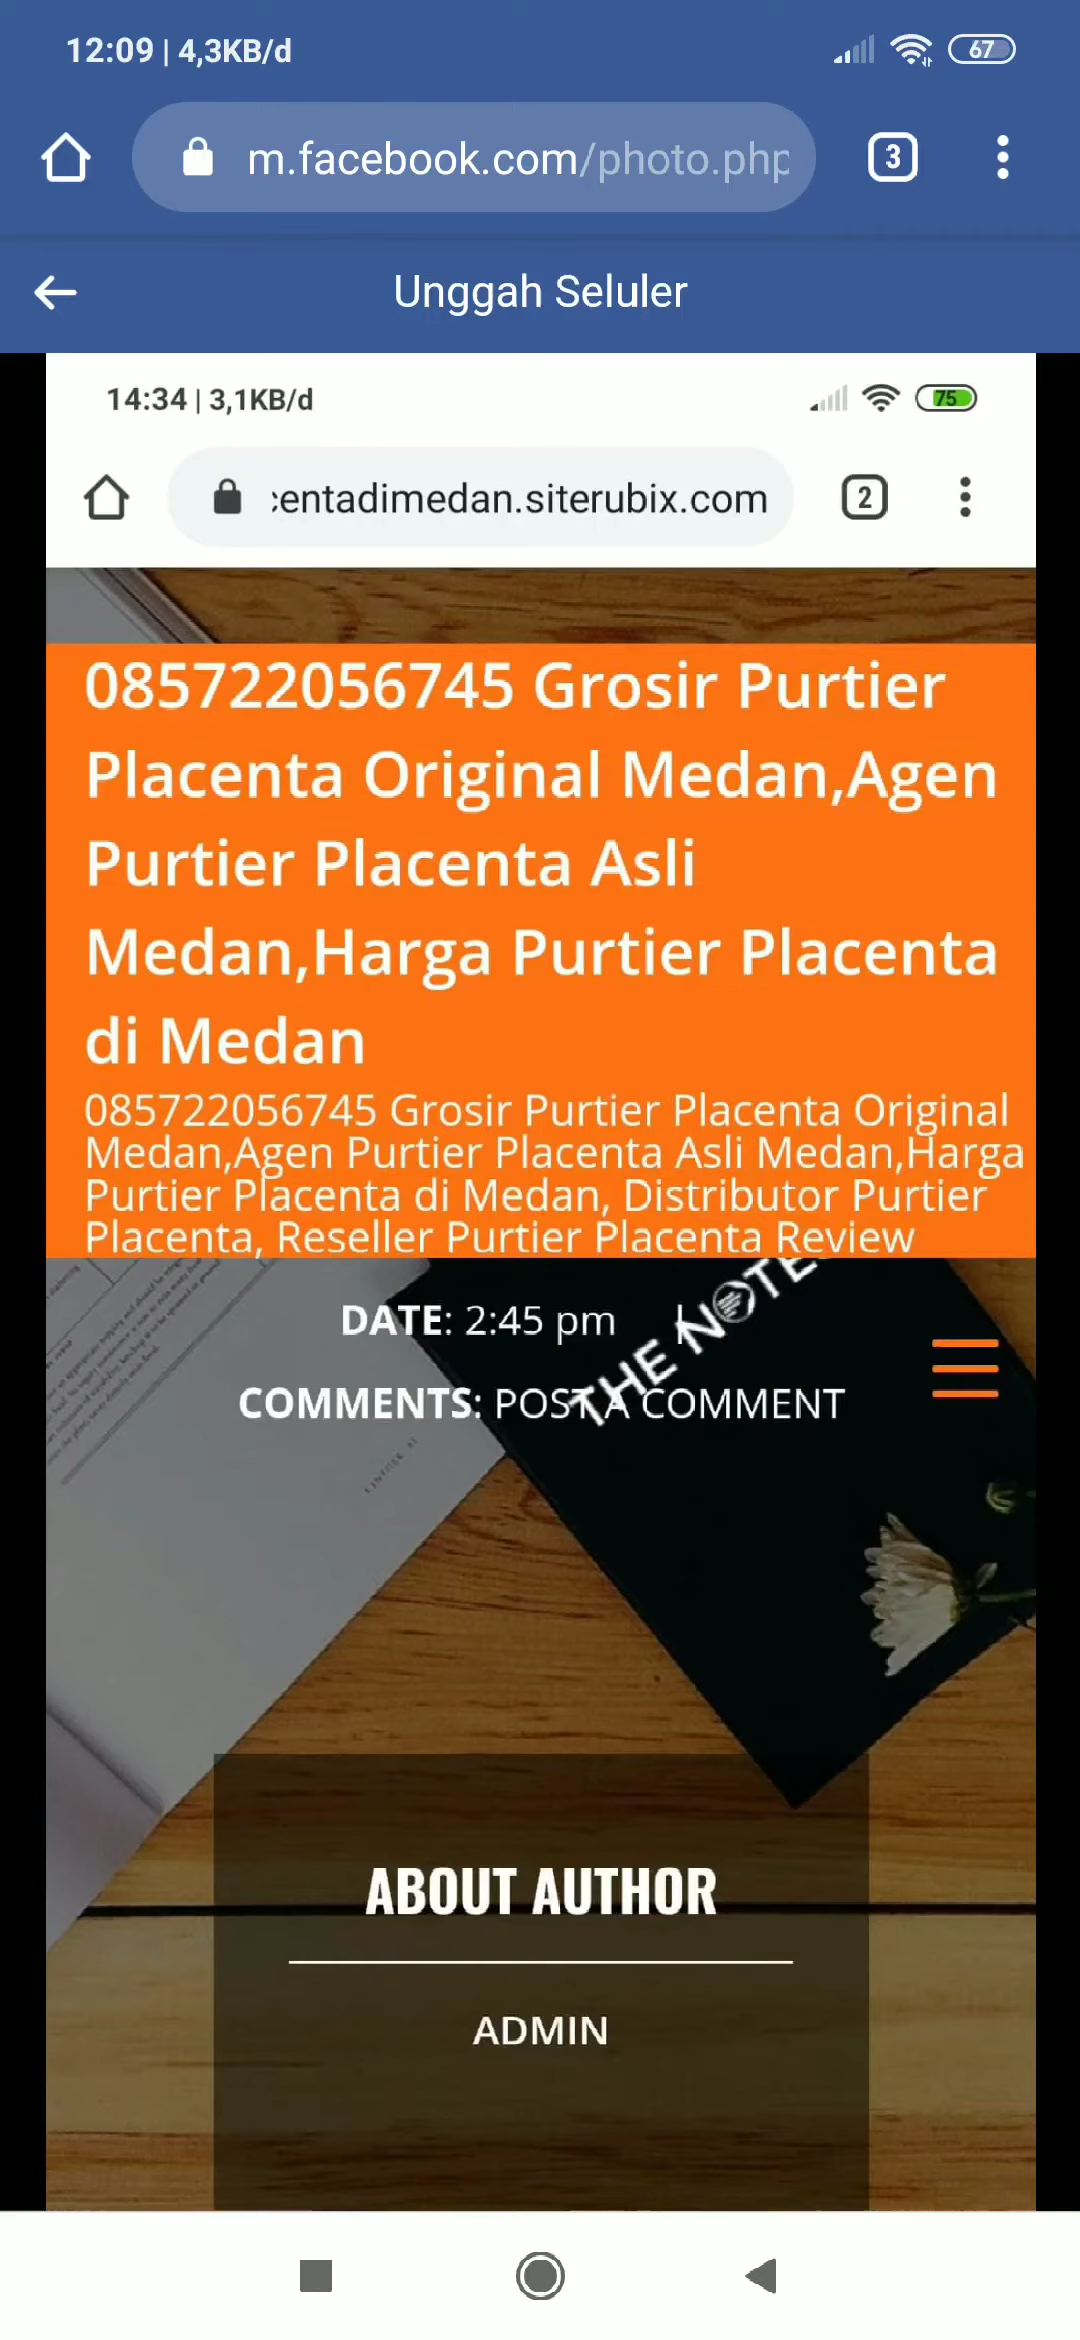 12:09 | 4,3KB/d
67
m.facebook.com/photo.php
3
Unggah Seluler
14:34 | 3,1KB/d
75
centadimedan.siterubix.com
2
085722056745 Grosir Purtier
Placenta Original Medan,Agen
Purtier Placenta Asli
Medan,Harga Purtier Placenta
di Medan
085722056745 Grosir Purtier Placenta Original
Medan,Agen Purtier Placenta Asli Medan,Harga
Purtier Placenta di Medan, Distributor Purtier
Placenta, Reseller Purtier Placenta Review
THE NOTE
DATE: 2:45 pm
COMMENTS: POST A COMMENT
ABOUT AUTHOR
ADMIN